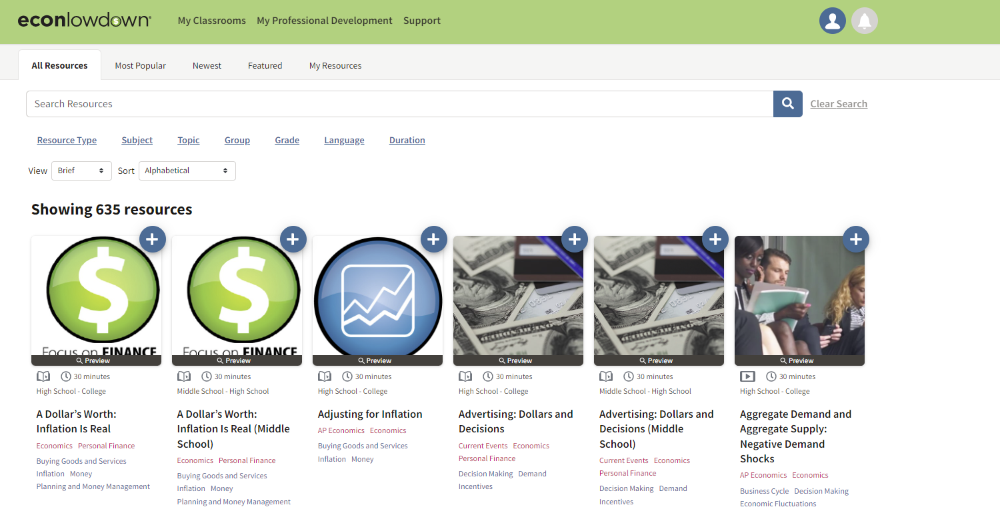 econlowdown®
My Classrooms My Professional Development Support
All Resources Most Popular Newest Featured My Resources
Search Resources
Clear Search
Resource Type Subject Topic Group Grade Language Duration
View Brief Sort Alphabetical
Showing 635 resources
Focus on FINANCE
Preview
30 minutes
High School - College
A Dollar’s Worth:
Inflation Is Real
Economics Personal Finance
Buying Goods and Services
Inflation Money
Planning and Money Management
Focus on FINANCE
Preview
30 minutes
Middle School - High School
A Dollar’s Worth:
Inflation Is Real (Middle
School)
Economics Personal Finance
Buying Goods and Services
Inflation Money
Planning and Money Management
Preview
30 minutes
High School - College
Adjusting for Inflation
AP Economics Economics
Buying Goods and Services
Inflation Money
Preview
30 minutes
High School - College
Advertising: Dollars and
Decisions
Current Events Economics
Personal Finance
Decision Making Demand
Incentives
Preview
30 minutes
Middle School - High School
Advertising: Dollars and
Decisions (Middle
School)
Current Events Economics
Personal Finance
Decision Making Demand
Incentives
Preview
30 minutes
High School - College
Aggregate Demand and
Aggregate Supply:
Negative Demand
Shocks
AP Economics Economics
Business Cycle Decision Making
Economic Fluctuations